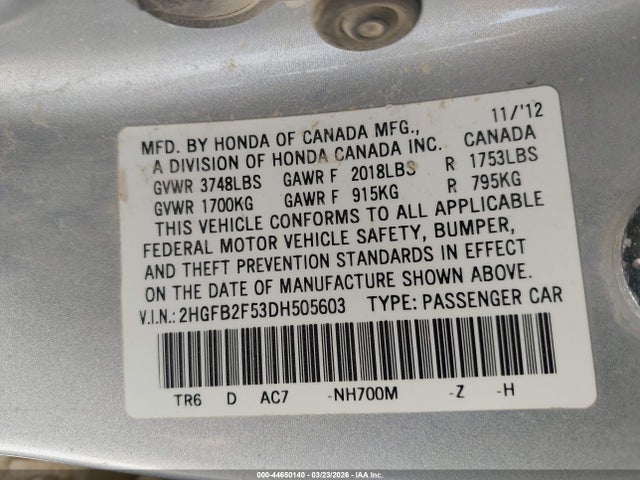 11/'12
MFD. BY HONDA OF CANADA MFG.,
A DIVISION OF HONDA CANADA INC. CANADA
GVWR 3748LBS GAWR F 2018LBS R 1753LBS
GVWR 1700KG GAWR F 915KG R 795KG
THIS VEHICLE CONFORMS TO ALL APPLICABLE
FEDERAL MOTOR VEHICLE SAFETY, BUMPER,
AND THEFT PREVENTION STANDARDS IN EFFECT
ON THE DATE OF MANUFACTURE SHOWN ABOVE.
V.I.N.: 2HGFB2F53DH505603 TYPE: PASSENGER CAR
TR6 D AC7 -NH700M -Z -H
000-44650140 - 03/23/2026 - IAA Inc.